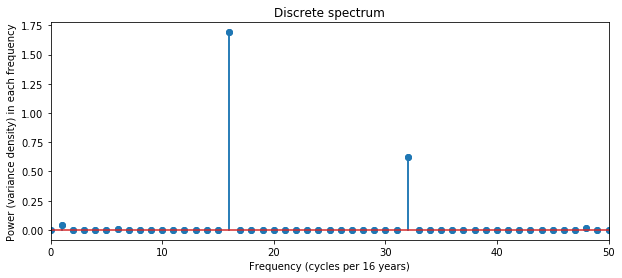 Discrete spectrum
Power (variance density) in each frequency
1.75
1.50
1.25
1.00
0.75
0.50
0.25
0.00
0 10 20 30 40 50
Frequency (cycles per 16 years)